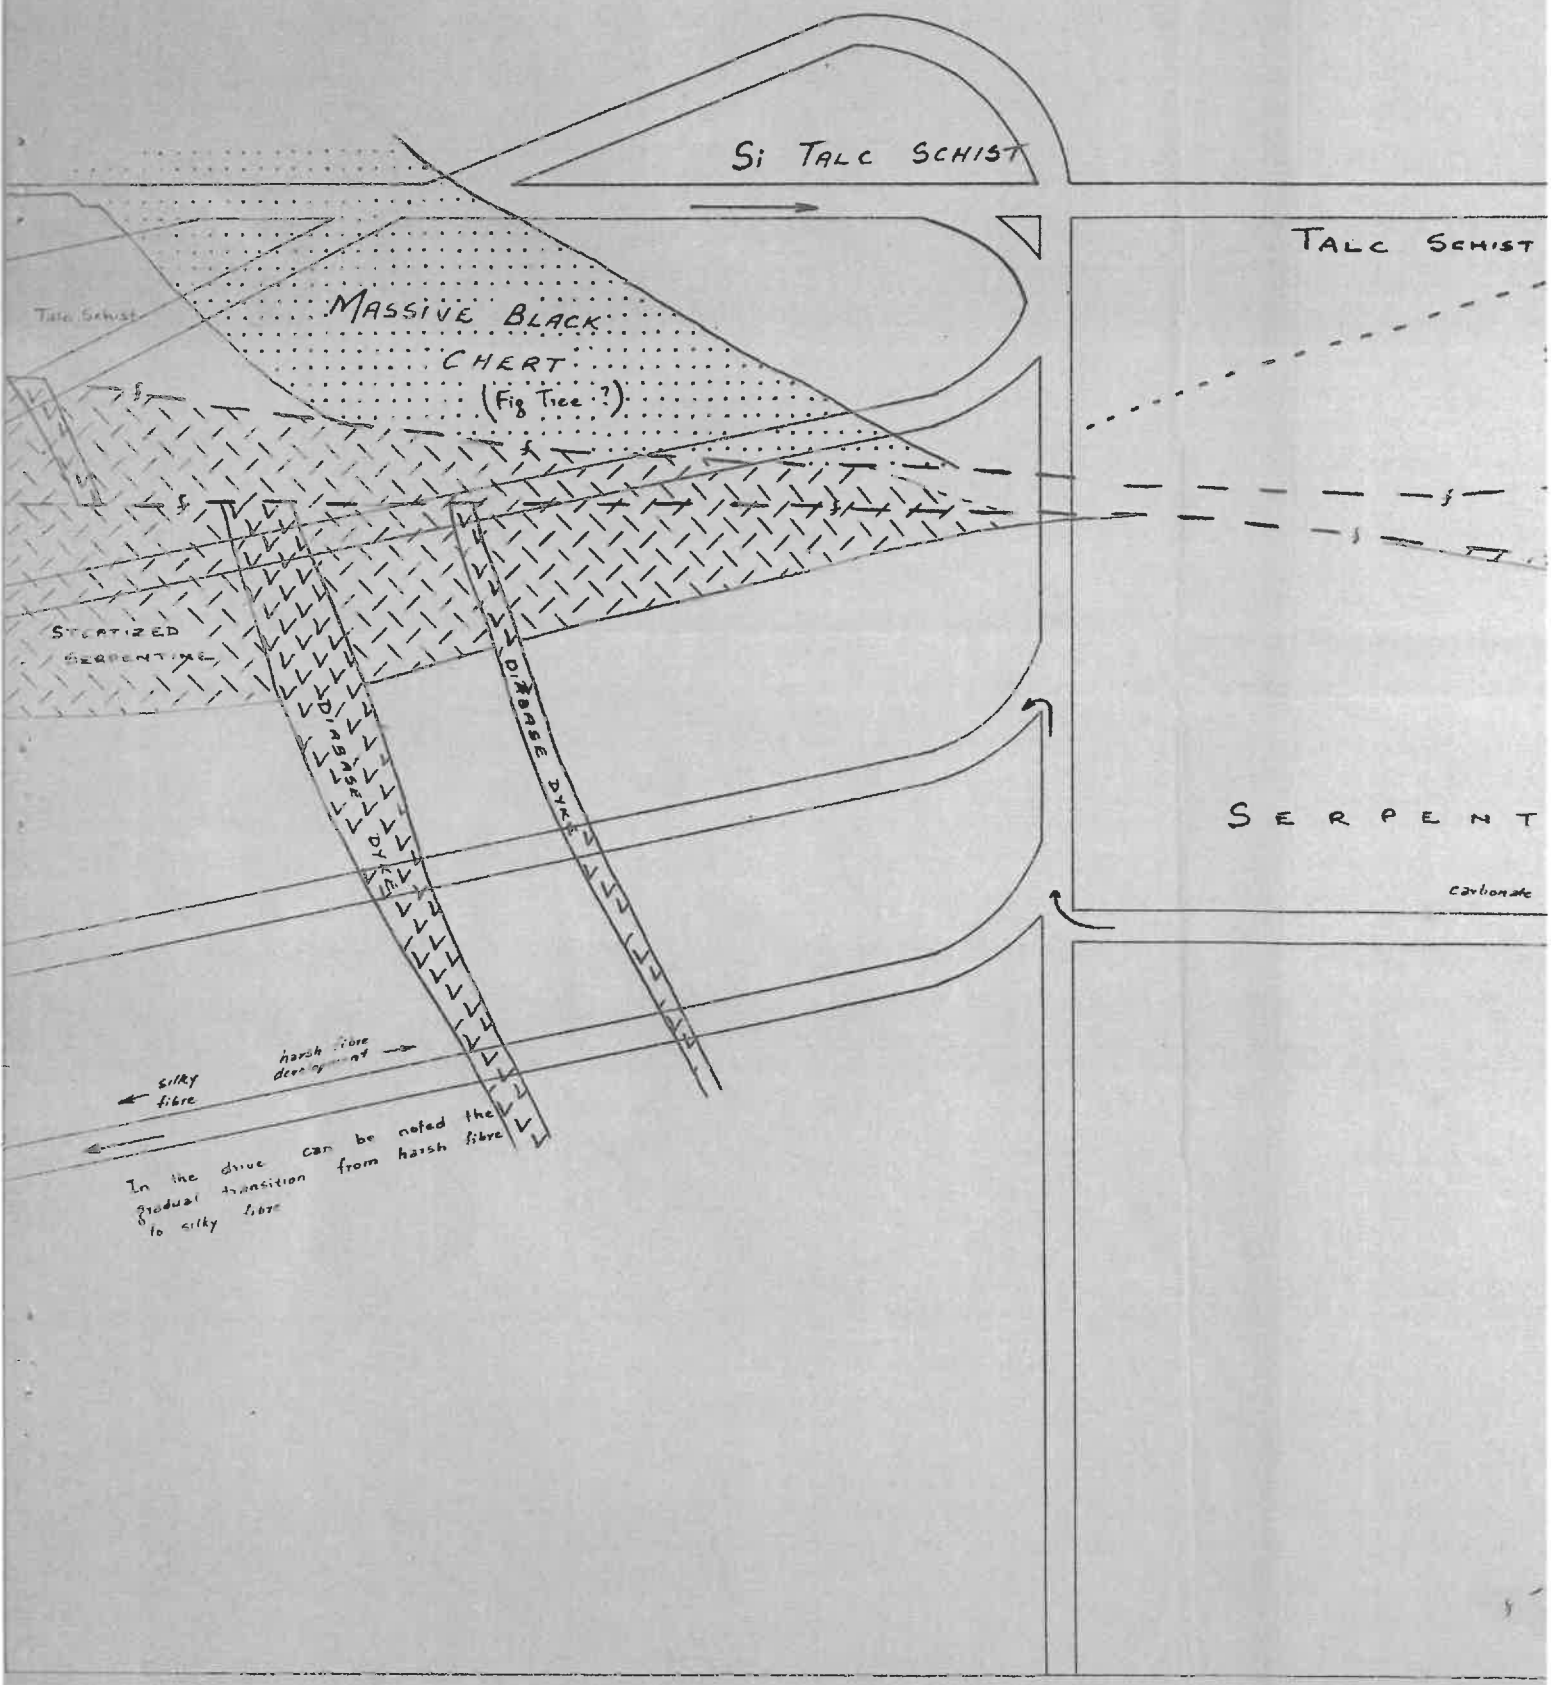 Si TALC SCHIST
TALC SCHIST
Talc Schist
MASSIVE BLACK
CHERT
(Fig Tree ?)
f
f
f
f
f
f
STEATIZED
SERPENTINE
DIABASE DYKE
DIABASE DYKE
SERPENT
carbonate
harsh fibre
development
silky
fibre
In the drive can be noted the
gradual transition from harsh fibre
to silky fibre
f